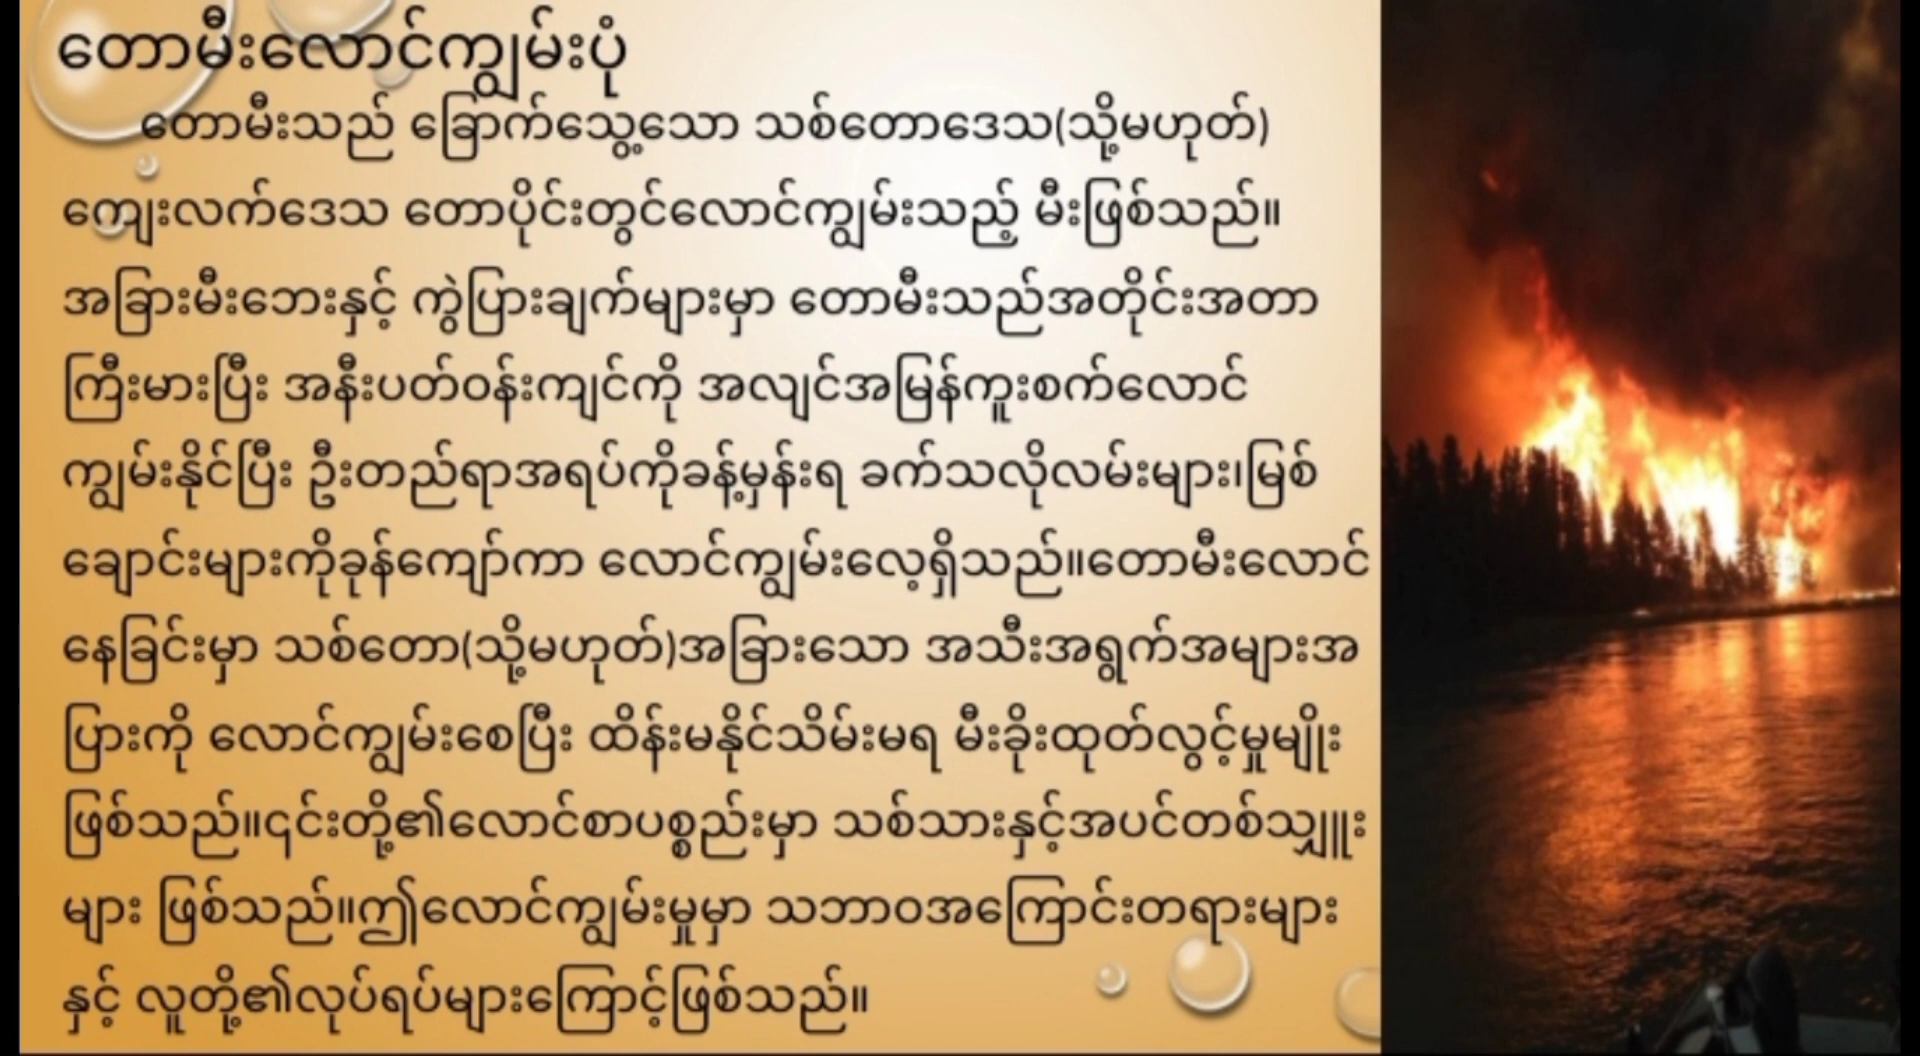 တောမီးလောင်ကျွမ်းပုံ
တောမီးသည် ခြောက်သွေ့သော သစ်တောဒေသ(သို့မဟုတ်)
ကျေးလက်ဒေသ တောပိုင်းတွင်လောင်ကျွမ်းသည့် မီးဖြစ်သည်။
အခြားမီးဘေးနှင့် ကွဲပြားချက်များမှာ တောမီးသည်အတိုင်းအတာ
ကြီးမားပြီး အနီးပတ်ဝန်းကျင်ကို အလျင်အမြန်ကူးစက်လောင်
ကျွမ်းနိုင်ပြီး ဦးတည်ရာအရပ်ကိုခန့်မှန်းရ ခက်သလိုလမ်းများ၊မြစ်
ချောင်းများကိုခုန်ကျော်ကာ လောင်ကျွမ်းလေ့ရှိသည်။တောမီးလောင်
နေခြင်းမှာ သစ်တော(သို့မဟုတ်)အခြားသော အသီးအရွက်အများအ
ပြားကို လောင်ကျွမ်းစေပြီး ထိန်းမနိုင်သိမ်းမရ မီးခိုးထုတ်လွှင့်မှုမျိုး
ဖြစ်သည်။၎င်းတို့၏လောင်စာပစ္စည်းမှာ သစ်သားနှင့်အပင်တစ်သျှူး
များ ဖြစ်သည်။ဤလောင်ကျွမ်းမှုမှာ သဘာဝအကြောင်းတရားများ
နှင့် လူတို့၏လုပ်ရပ်များကြောင့်ဖြစ်သည်။